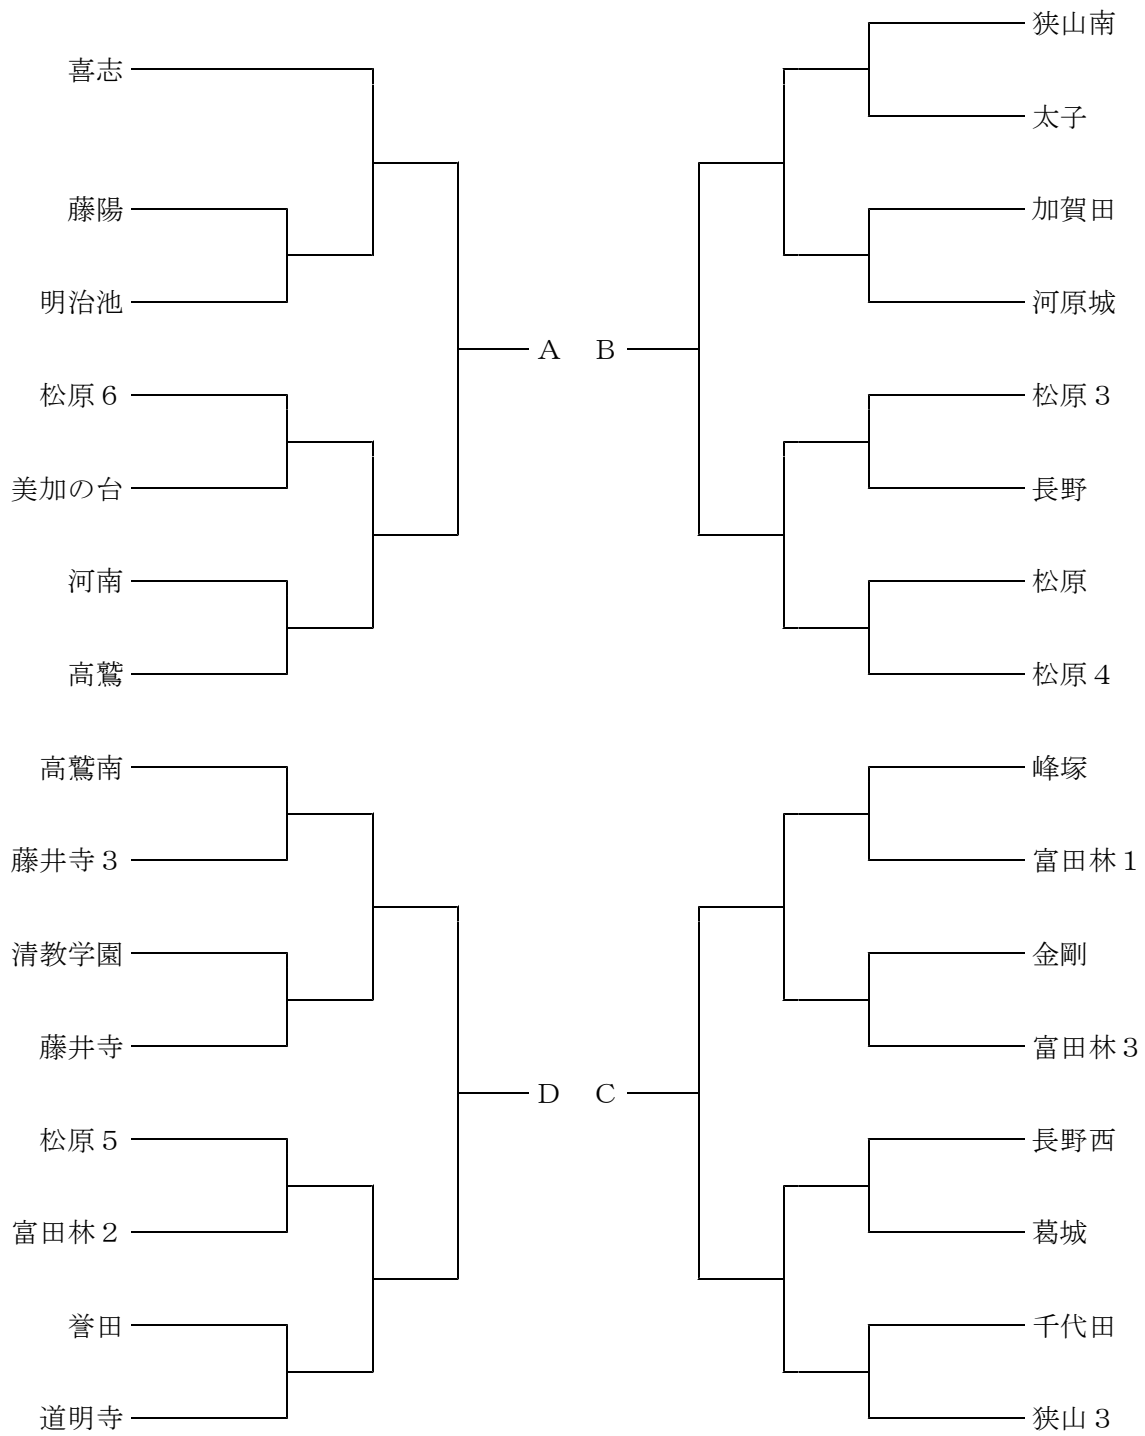 喜志
藤陽
明治池
松原６
美加の台
河南
高鷲
A
高鷲南
藤井寺３
清教学園
藤井寺
松原５
富田林２
誉田
道明寺
D
狭山南
太子
加賀田
河原城
松原３
長野
松原
松原４
B
峰塚
富田林１
金剛
富田林３
長野西
葛城
千代田
狭山３
C